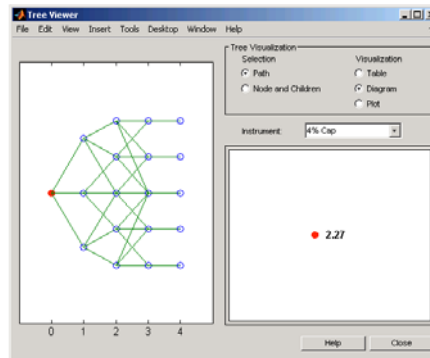 Tree Viewer
File Edit View Insert Tools Desktop Window Help
Tree Visualization
Selection Visualization
Path Table
Node and Children Diagram
Plot
Instrument: 4% Cap
2.27
0 1 2 3 4
Help Close